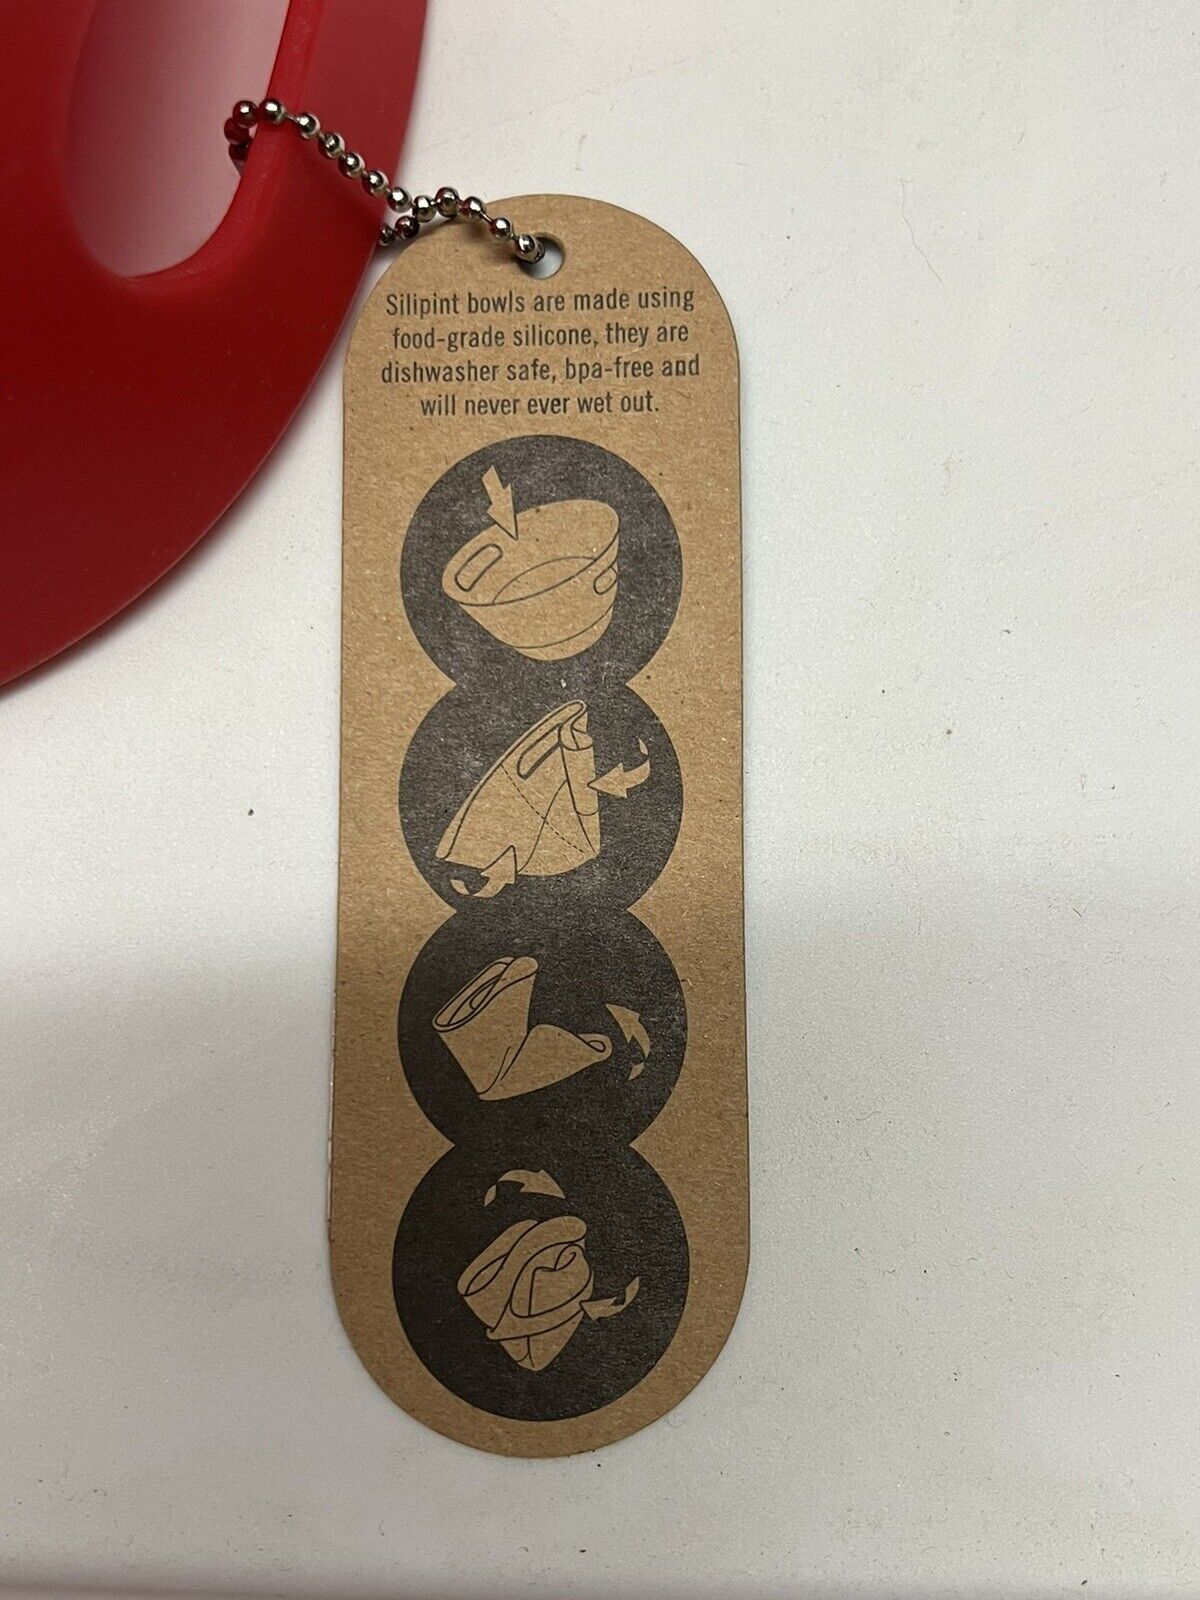 Silipint bowls are made using
food-grade silicone, they are
dishwasher safe, bpa-free and
will never ever wet out.